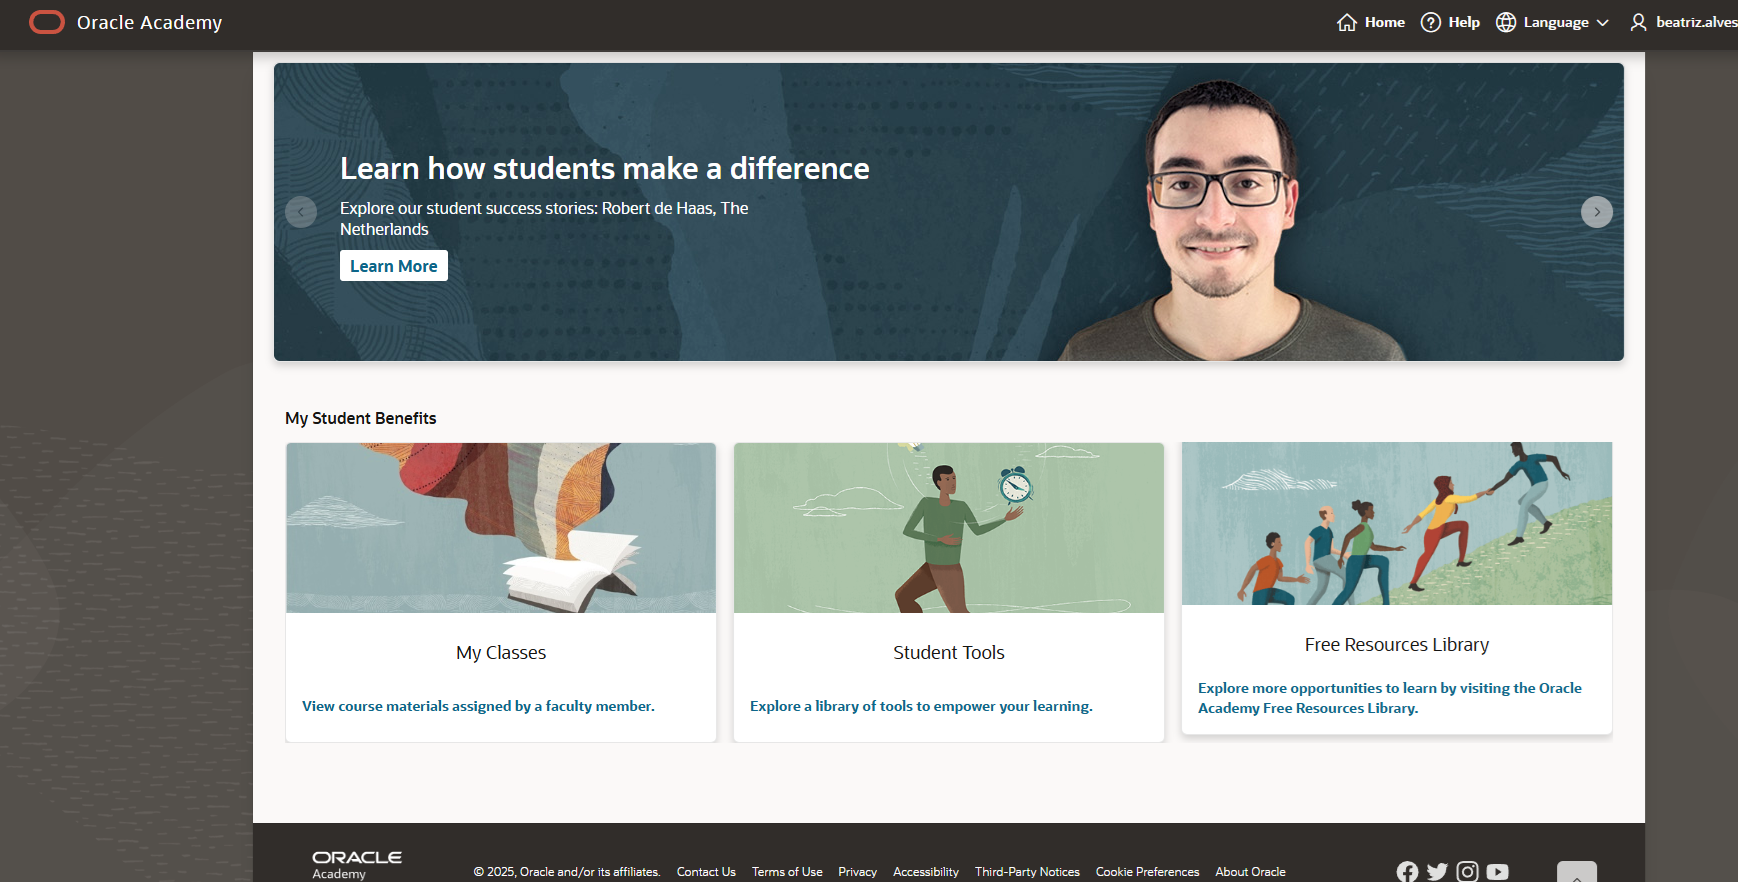 Oracle Academy
Home
Help
Language
beatriz.alves
Learn how students make a difference
Explore our student success stories: Robert de Haas, The
Netherlands
Learn More
My Student Benefits
My Classes
View course materials assigned by a faculty member.
Student Tools
Explore a library of tools to empower your learning.
Free Resources Library
Explore more opportunities to learn by visiting the Oracle
Academy Free Resources Library.
ORACLE
Academy
© 2025, Oracle and/or its affiliates.
Contact Us
Terms of Use
Privacy
Accessibility
Third-Party Notices
Cookie Preferences
About Oracle